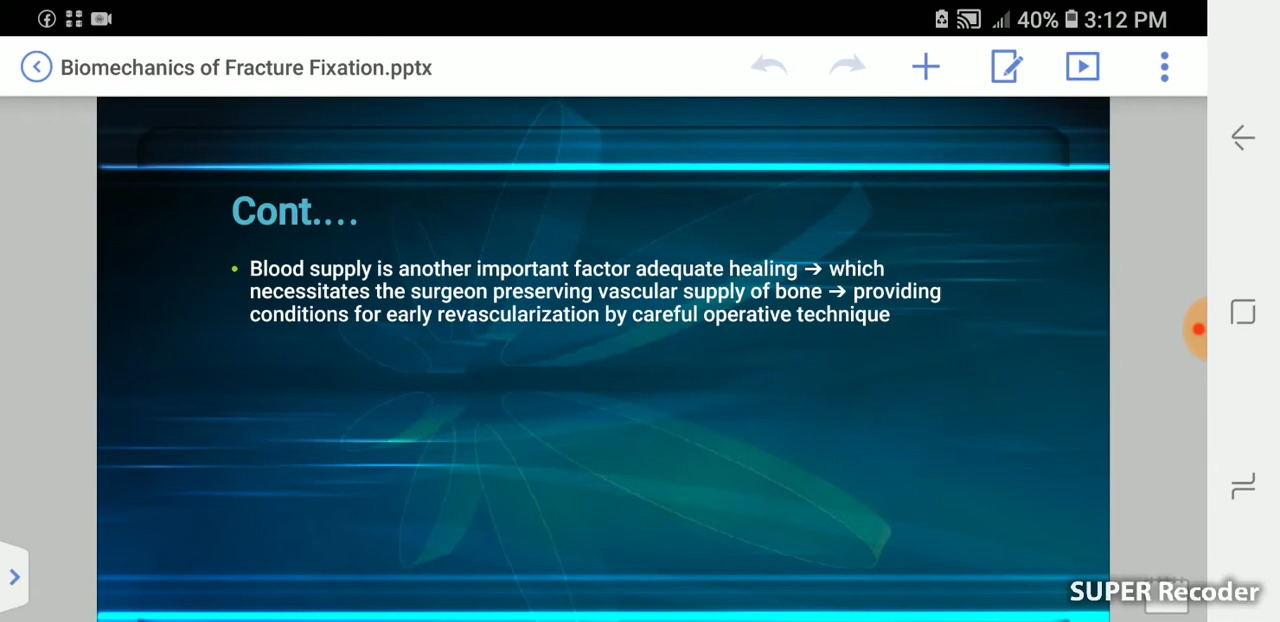 40% 3:12 PM
Biomechanics of Fracture Fixation.pptx
Cont....
• Blood supply is another important factor adequate healing → which
necessitates the surgeon preserving vascular supply of bone → providing
conditions for early revascularization by careful operative technique
SUPER Recoder